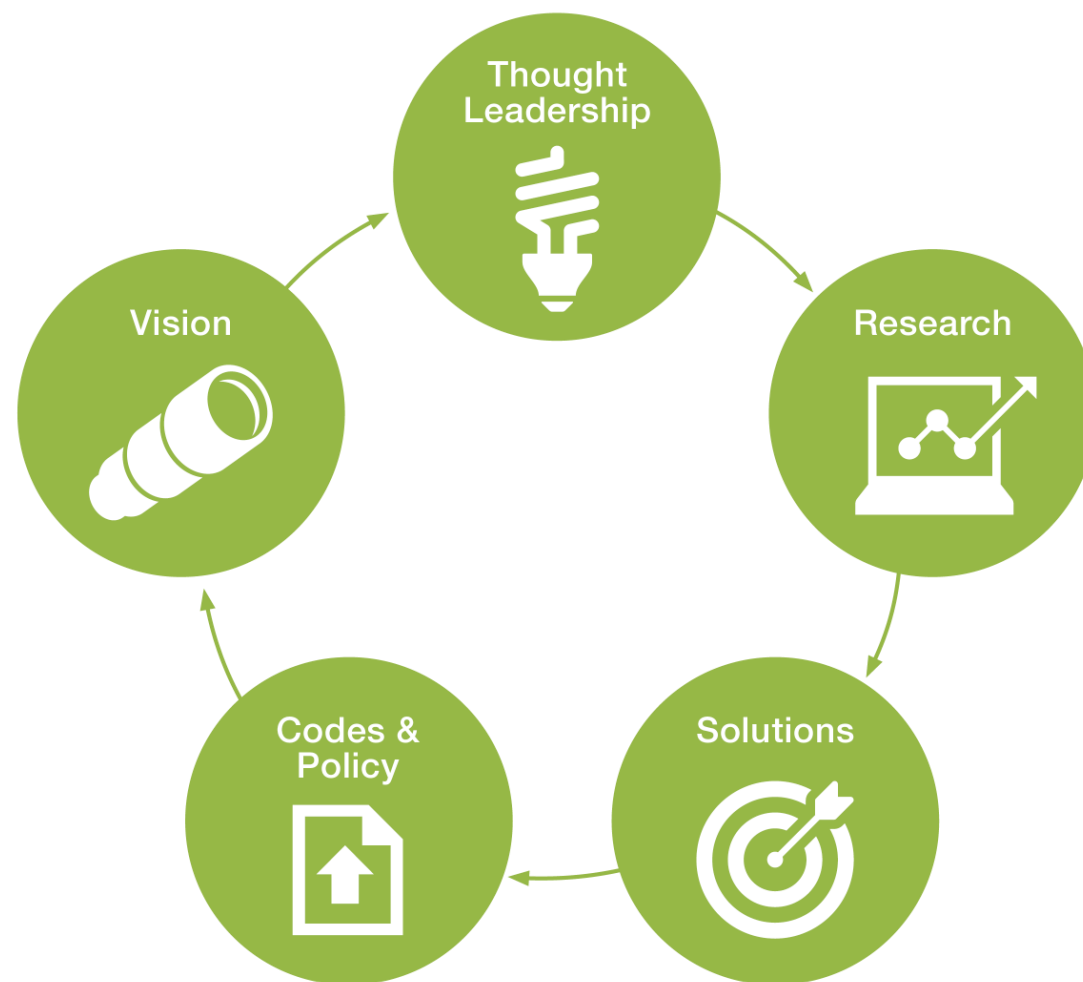 Thought
Leadership
Research
Solutions
Codes &
Policy
Vision